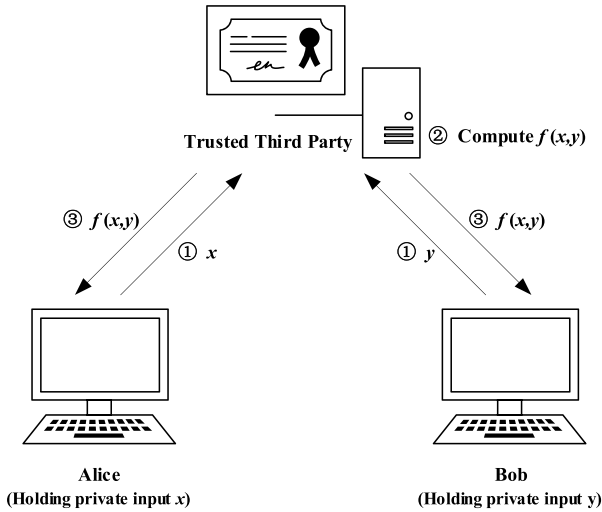 Trusted Third Party
② Compute f (x,y)
③ f (x,y)
① x
① y
③ f (x,y)
Alice
(Holding private input x)
Bob
(Holding private input y)